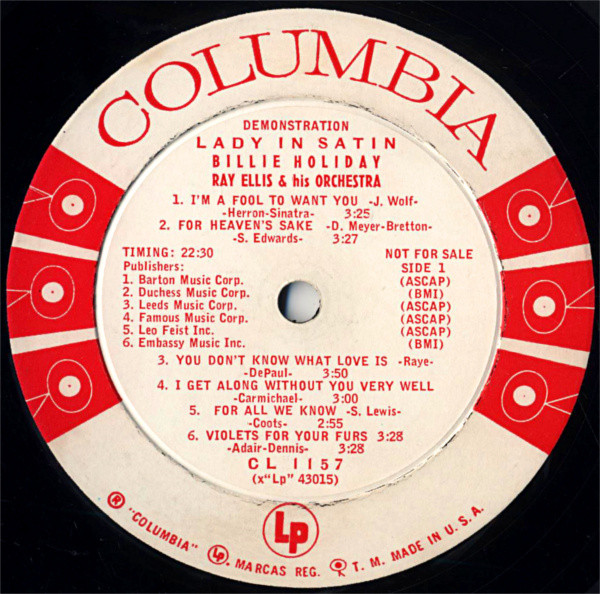 COLUMBIA
DEMONSTRATION
LADY IN SATIN
BILLIE HOLIDAY
RAY ELLIS & his ORCHESTRA
1. I'M A FOOL TO WANT YOU -J. Wolf-
-Herron-Sinatra- 3:25
2. FOR HEAVEN'S SAKE -D. Meyer-Bretton-
-S. Edwards- 3:27
TIMING: 22:30 NOT FOR SALE
Publishers: SIDE 1
1. Barton Music Corp. (ASCAP)
2. Duchess Music Corp. (BMI)
3. Leeds Music Corp. (ASCAP)
4. Famous Music Corp. (ASCAP)
5. Leo Feist Inc. (ASCAP)
6. Embassy Music Inc. (BMI)
3. YOU DON'T KNOW WHAT LOVE IS -Raye-
-DePaul- 3:50
4. I GET ALONG WITHOUT YOU VERY WELL
-Carmichael- 3:00
5. FOR ALL WE KNOW -S. Lewis-
-Coots- 2:55
6. VIOLETS FOR YOUR FURS 3:28
-Adair-Dennis- 3:28
CL 1157
(x"Lp" 43015)
Lp
® "COLUMBIA" Lp MARCAS REG. T. M. MADE IN U. S. A.